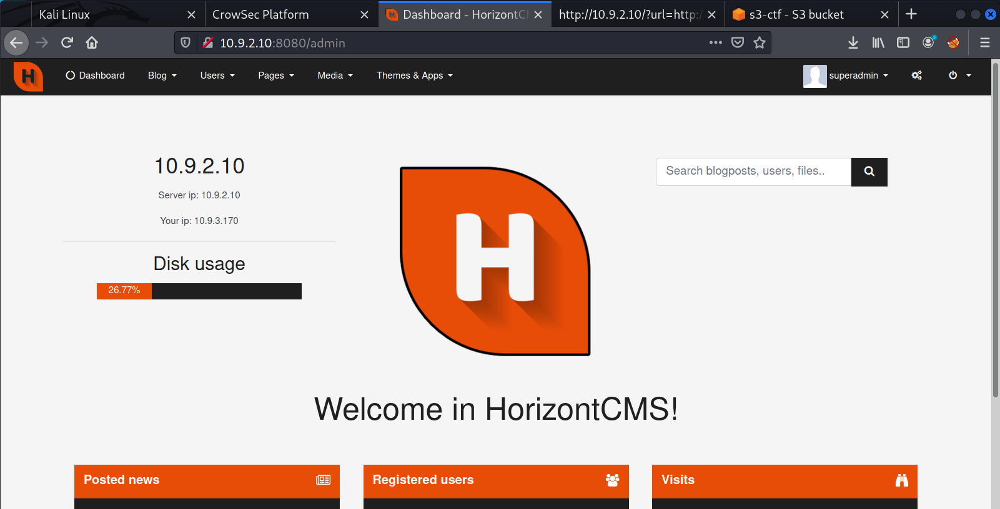 Kali Linux
CrowSec Platform
Dashboard - HorizontC
http://10.9.2.10/?url=http:/
s3-ctf - S3 bucket
10.9.2.10:8080/admin
H
Dashboard
Blog
Users
Pages
Media
Themes & Apps
superadmin
10.9.2.10
Server ip: 10.9.2.10
Your ip: 10.9.3.170
Disk usage
26.77%
H
Search blogposts, users, files..
Welcome in HorizontCMS!
Posted news
Registered users
Visits